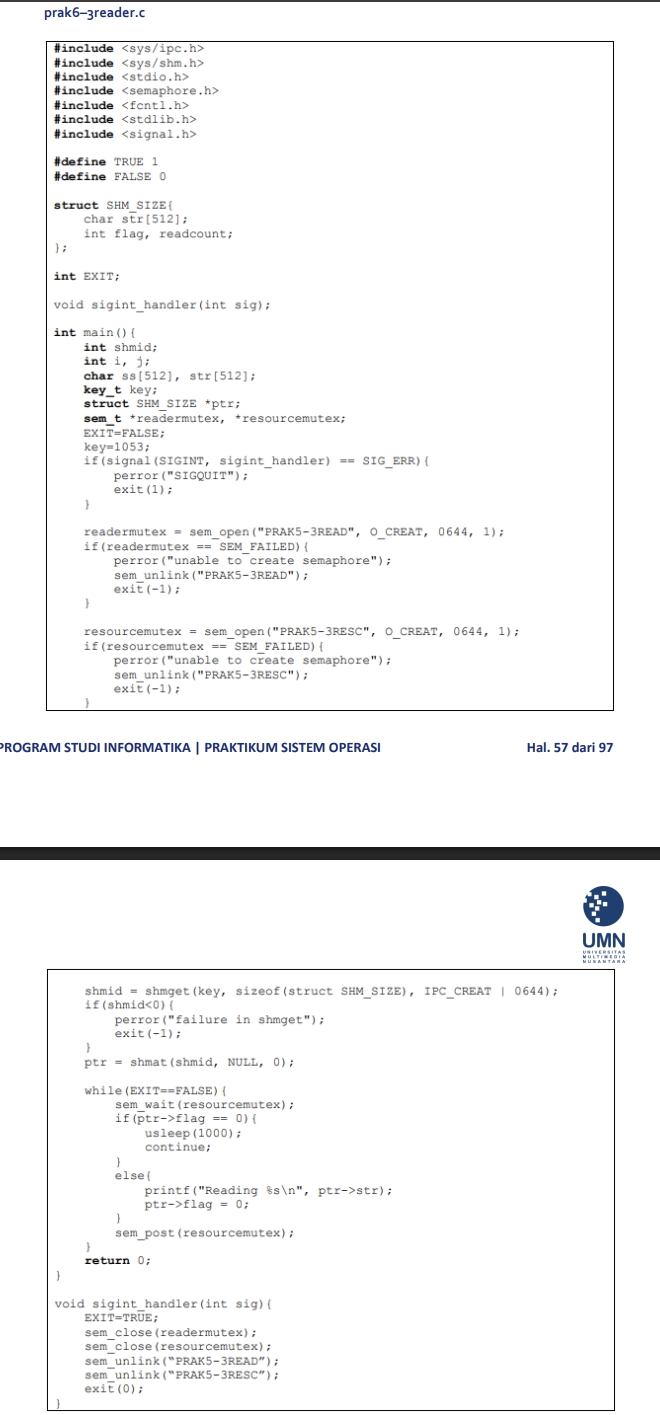 prak6–3reader.c
#include <sys/ipc.h>
#include <sys/shm.h>
#include <stdio.h>
#include <semaphore.h>
#include <fcntl.h>
#include <stdlib.h>
#include <signal.h>
#define TRUE 1
#define FALSE 0
struct SHM_SIZE{
    char str[512];
    int flag, readcount;
};
int EXIT;
void sigint_handler(int sig);
int main(){
    int shmid;
    int i, j;
    char ss[512], str[512];
    key_t key;
    struct SHM_SIZE *ptr;
    sem_t *readermutex, *resourcemutex;
    EXIT=FALSE;
    key=1053;
    if(signal(SIGINT, sigint_handler) == SIG_ERR){
        perror("SIGQUIT");
        exit(1);
    }
    readermutex = sem_open("PRAK5-3READ", O_CREAT, 0644, 1);
    if(readermutex == SEM_FAILED){
        perror("unable to create semaphore");
        sem_unlink("PRAK5-3READ");
        exit(-1);
    }
    resourcemutex = sem_open("PRAK5-3RESC", O_CREAT, 0644, 1);
    if(resourcemutex == SEM_FAILED){
        perror("unable to create semaphore");
        sem_unlink("PRAK5-3RESC");
        exit(-1);
    }
PROGRAM STUDI INFORMATIKA | PRAKTIKUM SISTEM OPERASI Hal. 57 dari 97
UMN
UNIVERSITAS
MULTIMEDIA
NUSANTARA
    shmid = shmget(key, sizeof(struct SHM_SIZE), IPC_CREAT | 0644);
    if(shmid<0){
        perror("failure in shmget");
        exit(-1);
    }
    ptr = shmat(shmid, NULL, 0);
    while(EXIT==FALSE){
        sem_wait(resourcemutex);
        if(ptr->flag == 0){
            usleep(1000);
            continue;
        }
        else{
            printf("Reading %s\n", ptr->str);
            ptr->flag = 0;
        }
        sem_post(resourcemutex);
    }
    return 0;
}
void sigint_handler(int sig){
    EXIT=TRUE;
    sem_close(readermutex);
    sem_close(resourcemutex);
    sem_unlink(“PRAK5-3READ”);
    sem_unlink(“PRAK5-3RESC”);
    exit(0);
}